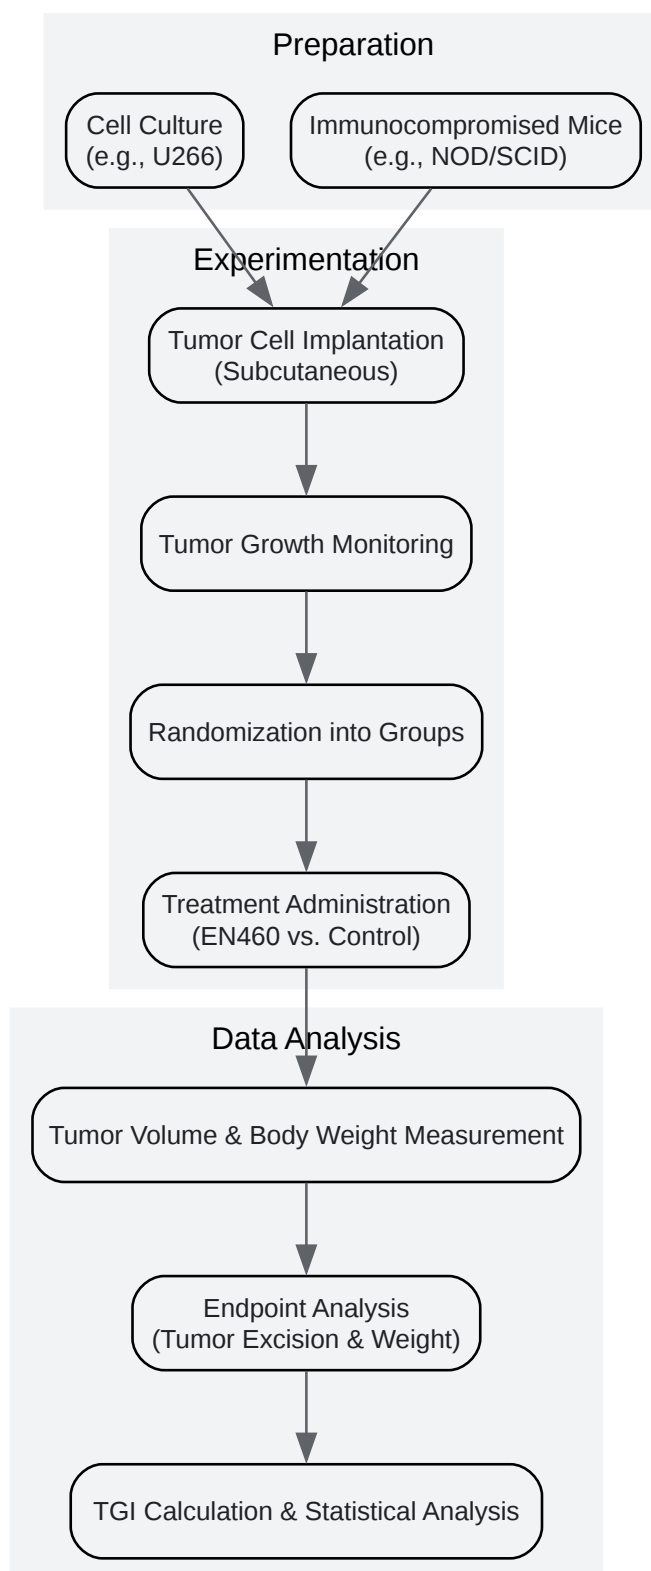 Preparation
Cell Culture
(e.g., U266)
Immunocompromised Mice
(e.g., NOD/SCID)
Experimentation
Tumor Cell Implantation
(Subcutaneous)
Tumor Growth Monitoring
Randomization into Groups
Treatment Administration
(EN460 vs. Control)
Data Analysis
Tumor Volume & Body Weight Measurement
Endpoint Analysis
(Tumor Excision & Weight)
TGI Calculation & Statistical Analysis